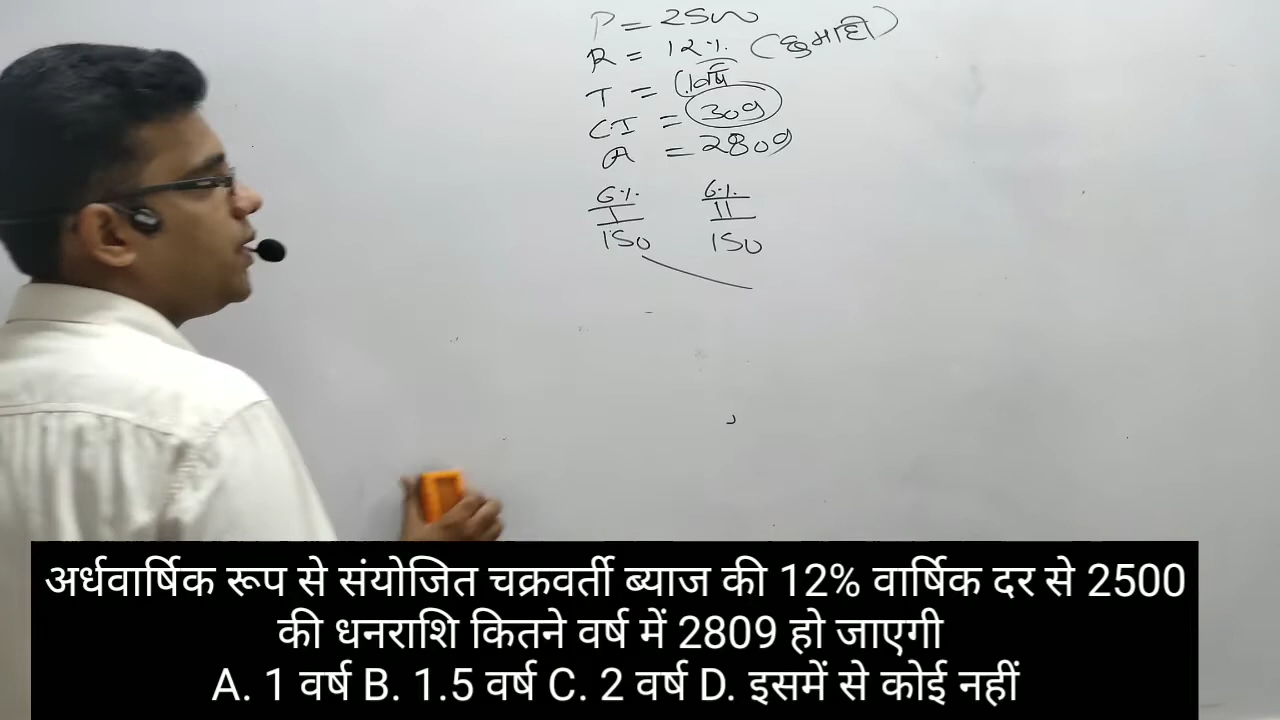 P = 2500
R = 12% (छमाही)
T = (1वर्ष
CI = 309
A = 2809
6% 6%
I II
150 150
अर्धवार्षिक रूप से संयोजित चक्रवर्ती ब्याज की 12% वार्षिक दर से 2500
की धनराशि कितने वर्ष में 2809 हो जाएगी
A. 1 वर्ष B. 1.5 वर्ष C. 2 वर्ष D. इसमें से कोई नहीं